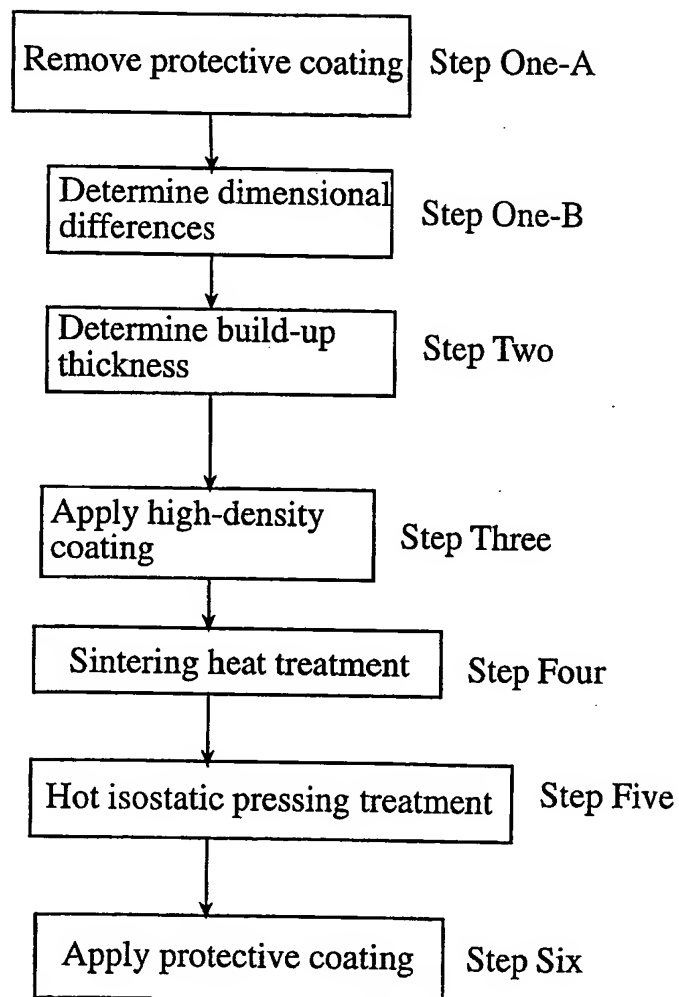 Remove protective coating Step One-A
Determine dimensional
differences
Step One-B
Determine build-up
thickness
Step Two
Apply high-density
coating
Step Three
Sintering heat treatment Step Four
Hot isostatic pressing treatment Step Five
Apply protective coating Step Six